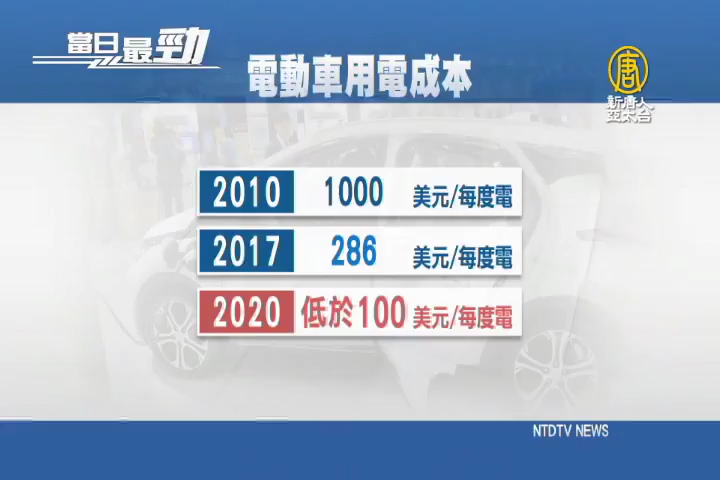 當日最勁
電動車用電成本
唐
新唐人
亞太台
2010 1000 美元/每度電
2017 286 美元/每度電
2020 低於100 美元/每度電
NTDTV NEWS